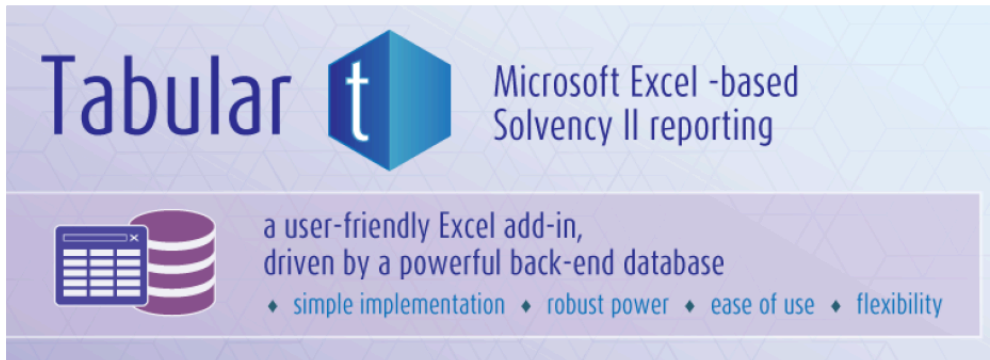 Tabular
t
Microsoft Excel -based
Solvency II reporting
a user-friendly Excel add-in,
driven by a powerful back-end database
♦ simple implementation ♦ robust power ♦ ease of use ♦ flexibility